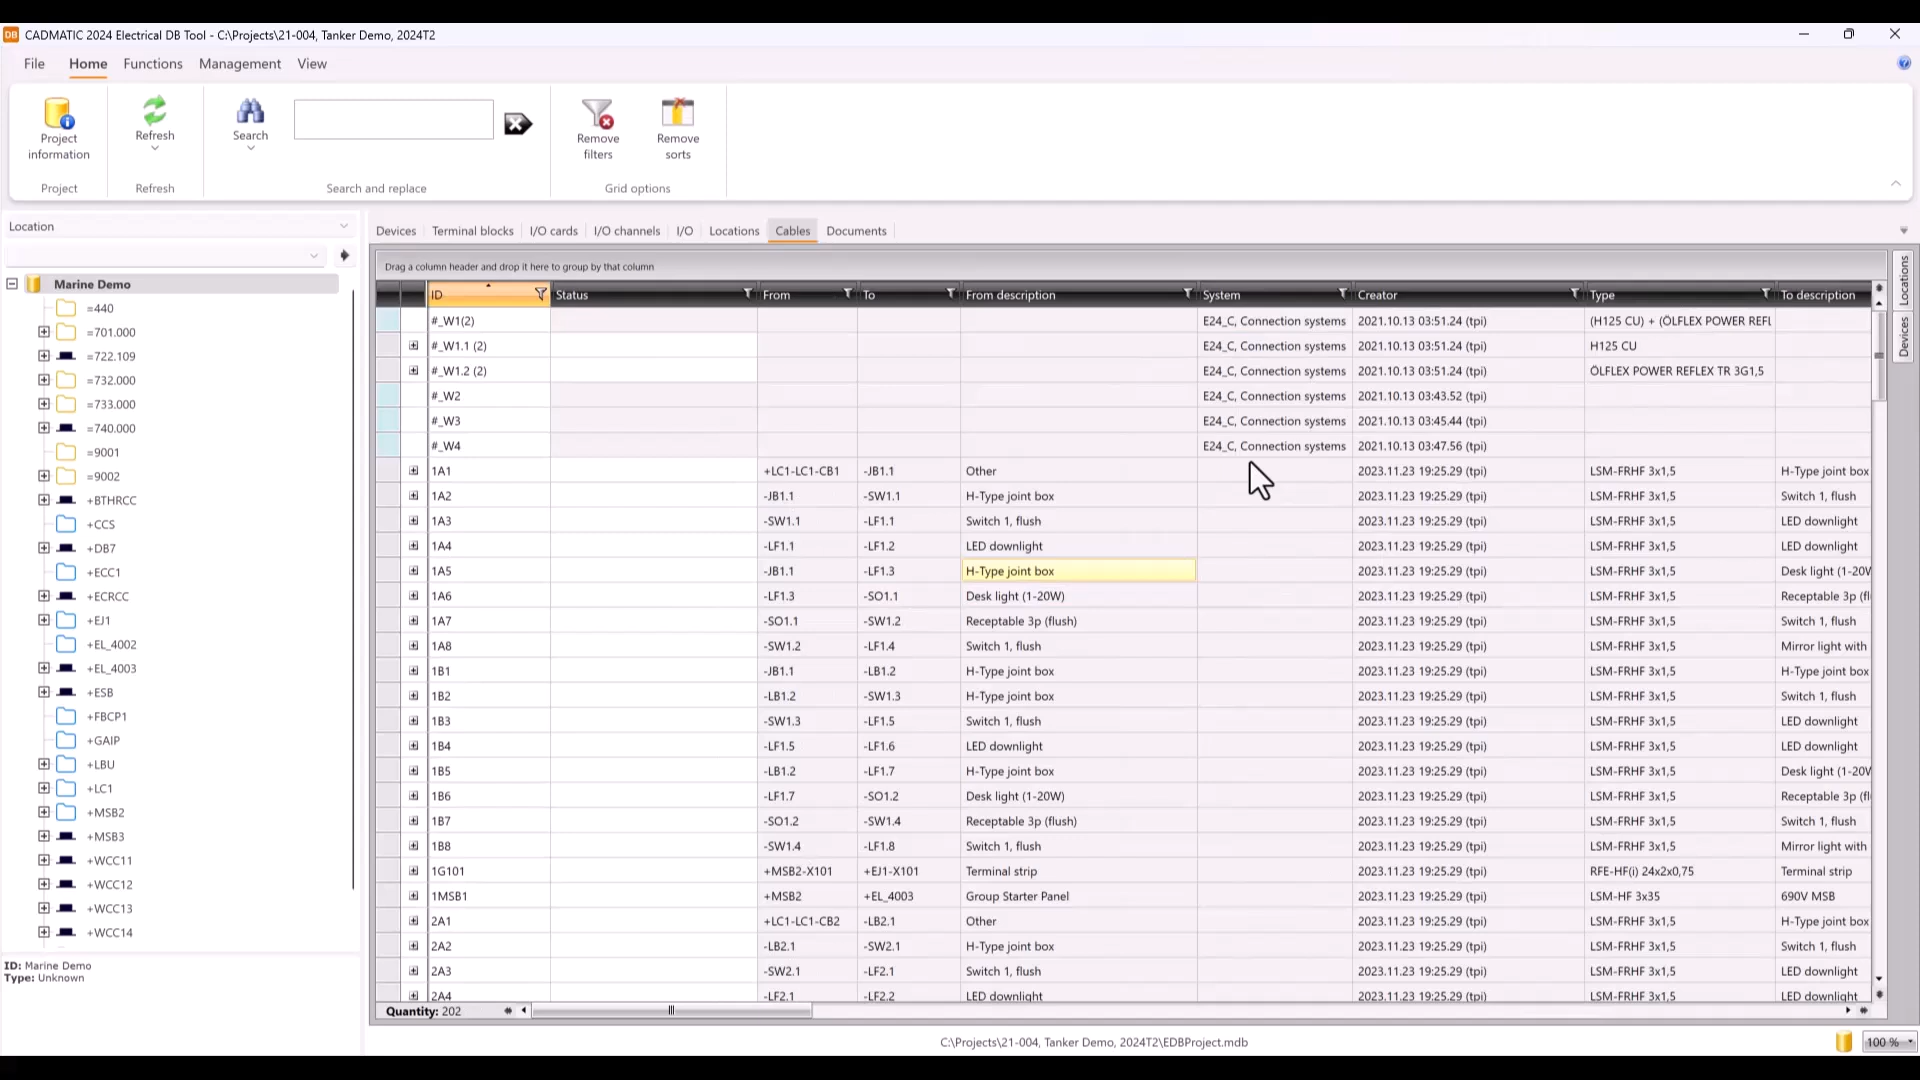 DB CADMATIC 2024 Electrical DB Tool - C:\Projects\21-004, Tanker Demo, 2024T2
File Home Functions Management View
Project information
Refresh
Search
Remove filters
Remove sorts
Project Refresh Search and replace Grid options
Location
Devices Terminal blocks I/O cards I/O channels I/O Locations Cables Documents
Marine Demo
=440
=701.000
=722.109
=732.000
=733.000
=740.000
=9001
=9002
+BTHRCC
+CCS
+DB7
+ECC1
+ECRCC
+EJ1
+EL_4002
+EL_4003
+ESB
+FBCP1
+GAIP
+LBU
+LC1
+MSB2
+MSB3
+WCC11
+WCC12
+WCC13
+WCC14
ID: Marine Demo
Type: Unknown
Drag a column header and drop it here to group by that column
ID Status From To From description System Creator Type To description
#_W1(2) E24_C, Connection systems 2021.10.13 03:51.24 (tpi) (H125 CU) + (ÖLFLEX POWER REFL
#_W1.1 (2) E24_C, Connection systems 2021.10.13 03:51.24 (tpi) H125 CU
#_W1.2 (2) E24_C, Connection systems 2021.10.13 03:51.24 (tpi) ÖLFLEX POWER REFLEX TR 3G1,5
#_W2 E24_C, Connection systems 2021.10.13 03:43.52 (tpi)
#_W3 E24_C, Connection systems 2021.10.13 03:45.44 (tpi)
#_W4 E24_C, Connection systems 2021.10.13 03:47.56 (tpi)
1A1 +LC1-LC1-CB1 -JB1.1 Other 2023.11.23 19:25.29 (tpi) LSM-FRHF 3x1,5 H-Type joint box
1A2 -JB1.1 -SW1.1 H-Type joint box 2023.11.23 19:25.29 (tpi) LSM-FRHF 3x1,5 Switch 1, flush
1A3 -SW1.1 -LF1.1 Switch 1, flush 2023.11.23 19:25.29 (tpi) LSM-FRHF 3x1,5 LED downlight
1A4 -LF1.1 -LF1.2 LED downlight 2023.11.23 19:25.29 (tpi) LSM-FRHF 3x1,5 LED downlight
1A5 -JB1.1 -LF1.3 H-Type joint box 2023.11.23 19:25.29 (tpi) LSM-FRHF 3x1,5 Desk light (1-20W
1A6 -LF1.3 -SO1.1 Desk light (1-20W) 2023.11.23 19:25.29 (tpi) LSM-FRHF 3x1,5 Receptable 3p (fl
1A7 -SO1.1 -SW1.2 Receptable 3p (flush) 2023.11.23 19:25.29 (tpi) LSM-FRHF 3x1,5 Switch 1, flush
1A8 -SW1.2 -LF1.4 Switch 1, flush 2023.11.23 19:25.29 (tpi) LSM-FRHF 3x1,5 Mirror light with
1B1 -JB1.1 -LB1.2 H-Type joint box 2023.11.23 19:25.29 (tpi) LSM-FRHF 3x1,5 H-Type joint box
1B2 -LB1.2 -SW1.3 H-Type joint box 2023.11.23 19:25.29 (tpi) LSM-FRHF 3x1,5 Switch 1, flush
1B3 -SW1.3 -LF1.5 Switch 1, flush 2023.11.23 19:25.29 (tpi) LSM-FRHF 3x1,5 LED downlight
1B4 -LF1.5 -LF1.6 LED downlight 2023.11.23 19:25.29 (tpi) LSM-FRHF 3x1,5 LED downlight
1B5 -LB1.2 -LF1.7 H-Type joint box 2023.11.23 19:25.29 (tpi) LSM-FRHF 3x1,5 Desk light (1-20W
1B6 -LF1.7 -SO1.2 Desk light (1-20W) 2023.11.23 19:25.29 (tpi) LSM-FRHF 3x1,5 Receptable 3p (fl
1B7 -SO1.2 -SW1.4 Receptable 3p (flush) 2023.11.23 19:25.29 (tpi) LSM-FRHF 3x1,5 Switch 1, flush
1B8 -SW1.4 -LF1.8 Switch 1, flush 2023.11.23 19:25.29 (tpi) LSM-FRHF 3x1,5 Mirror light with
1G101 +MSB2-X101 +EJ1-X101 Terminal strip 2023.11.23 19:25.29 (tpi) RFE-HF(i) 24x2x0,75 Terminal strip
1MSB1 +MSB2 +EL_4003 Group Starter Panel 2023.11.23 19:25.29 (tpi) LSM-HF 3x35 690V MSB
2A1 +LC1-LC1-CB2 -LB2.1 Other 2023.11.23 19:25.29 (tpi) LSM-FRHF 3x1,5 H-Type joint box
2A2 -LB2.1 -SW2.1 H-Type joint box 2023.11.23 19:25.29 (tpi) LSM-FRHF 3x1,5 Switch 1, flush
2A3 -SW2.1 -LF2.1 Switch 1, flush 2023.11.23 19:25.29 (tpi) LSM-FRHF 3x1,5 LED downlight
2A4 -LF2.1 -LF2.2 LED downlight 2023.11.23 19:25.29 (tpi) LSM-FRHF 3x1,5 LED downlight
Quantity: 202
Locations
Devices
C:\Projects\21-004, Tanker Demo, 2024T2\EDBProject.mdb
100 %